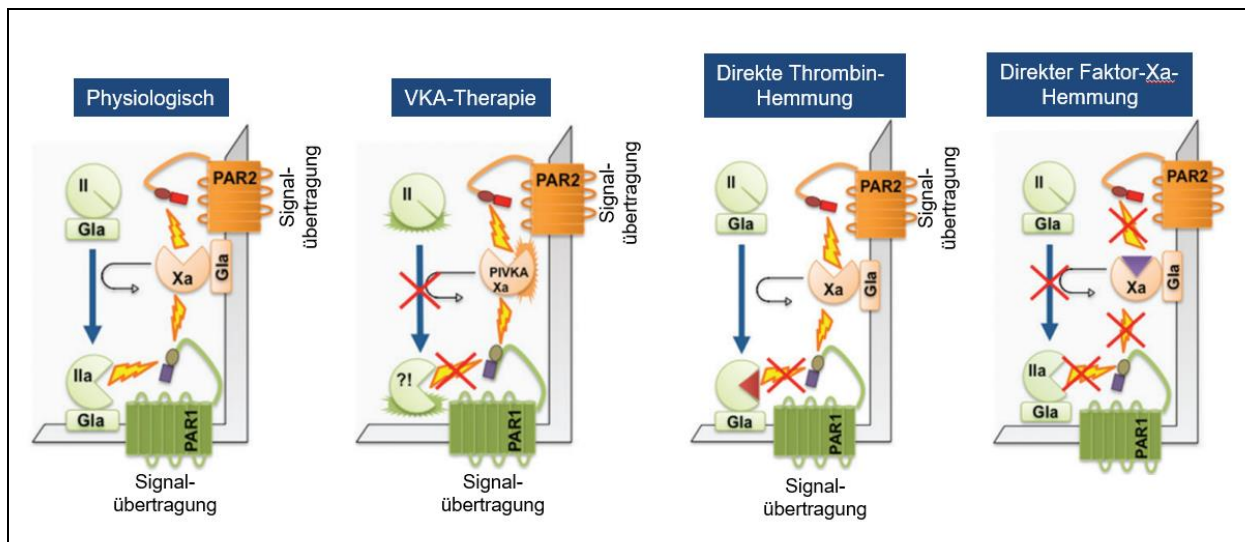 Physiologisch
II
Gla
Xa
Gla
PAR2
Signal-
übertragung
IIa
Gla
PAR1
Signal-
übertragung
VKA-Therapie
II
PIVKA
Xa
PAR2
Signal-
übertragung
?!
PAR1
Direkte Thrombin-
Hemmung
II
Gla
Xa
Gla
PAR2
Signal-
übertragung
Gla
PAR1
Signal-
übertragung
Direkter Faktor-Xa-
Hemmung
II
Gla
Xa
Gla
PAR2
IIa
Gla
PAR1